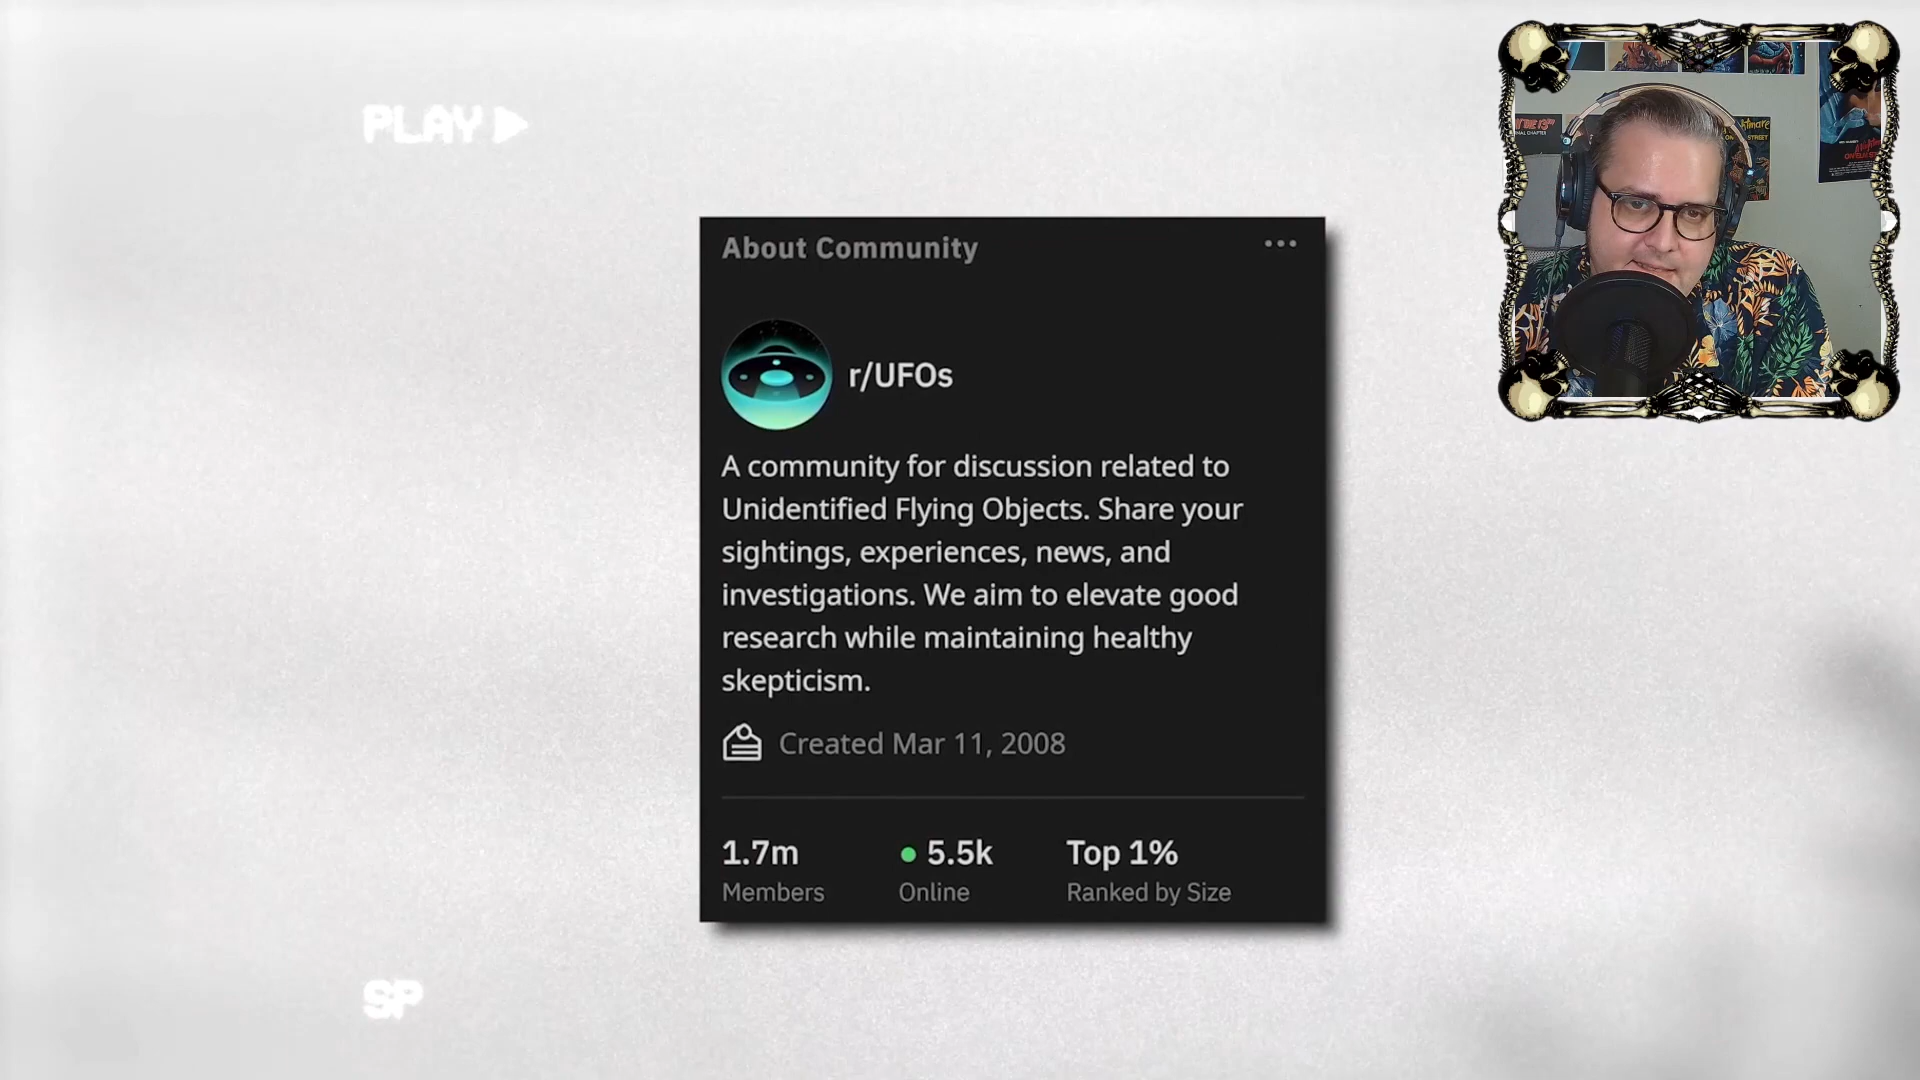 PLAY
About Community
r/UFOs
A community for discussion related to
Unidentified Flying Objects. Share your
sightings, experiences, news, and
investigations. We aim to elevate good
research while maintaining healthy
skepticism.
Created Mar 11, 2008
1.7m
Members
5.5k
Online
Top 1%
Ranked by Size
SP